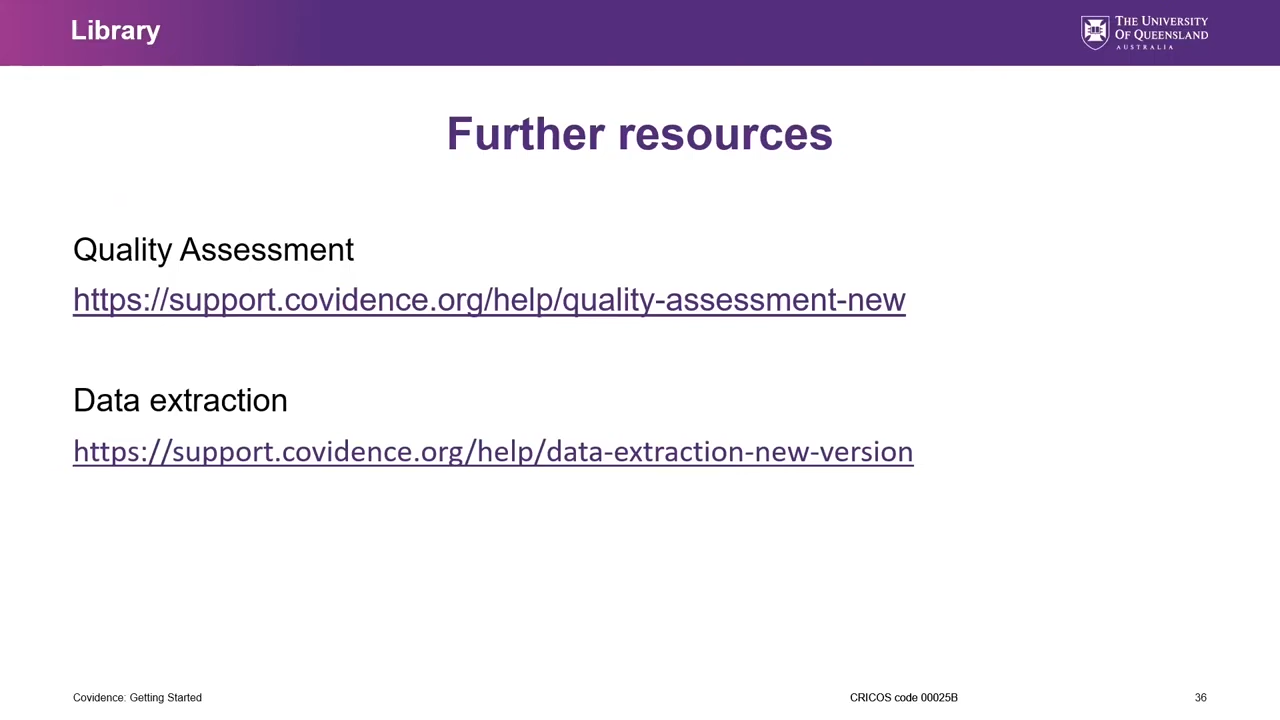 Library
THE UNIVERSITY
OF QUEENSLAND
AUSTRALIA
Further resources
Quality Assessment
https://support.covidence.org/help/quality-assessment-new
Data extraction
https://support.covidence.org/help/data-extraction-new-version
Covidence: Getting Started
CRICOS code 00025B
36